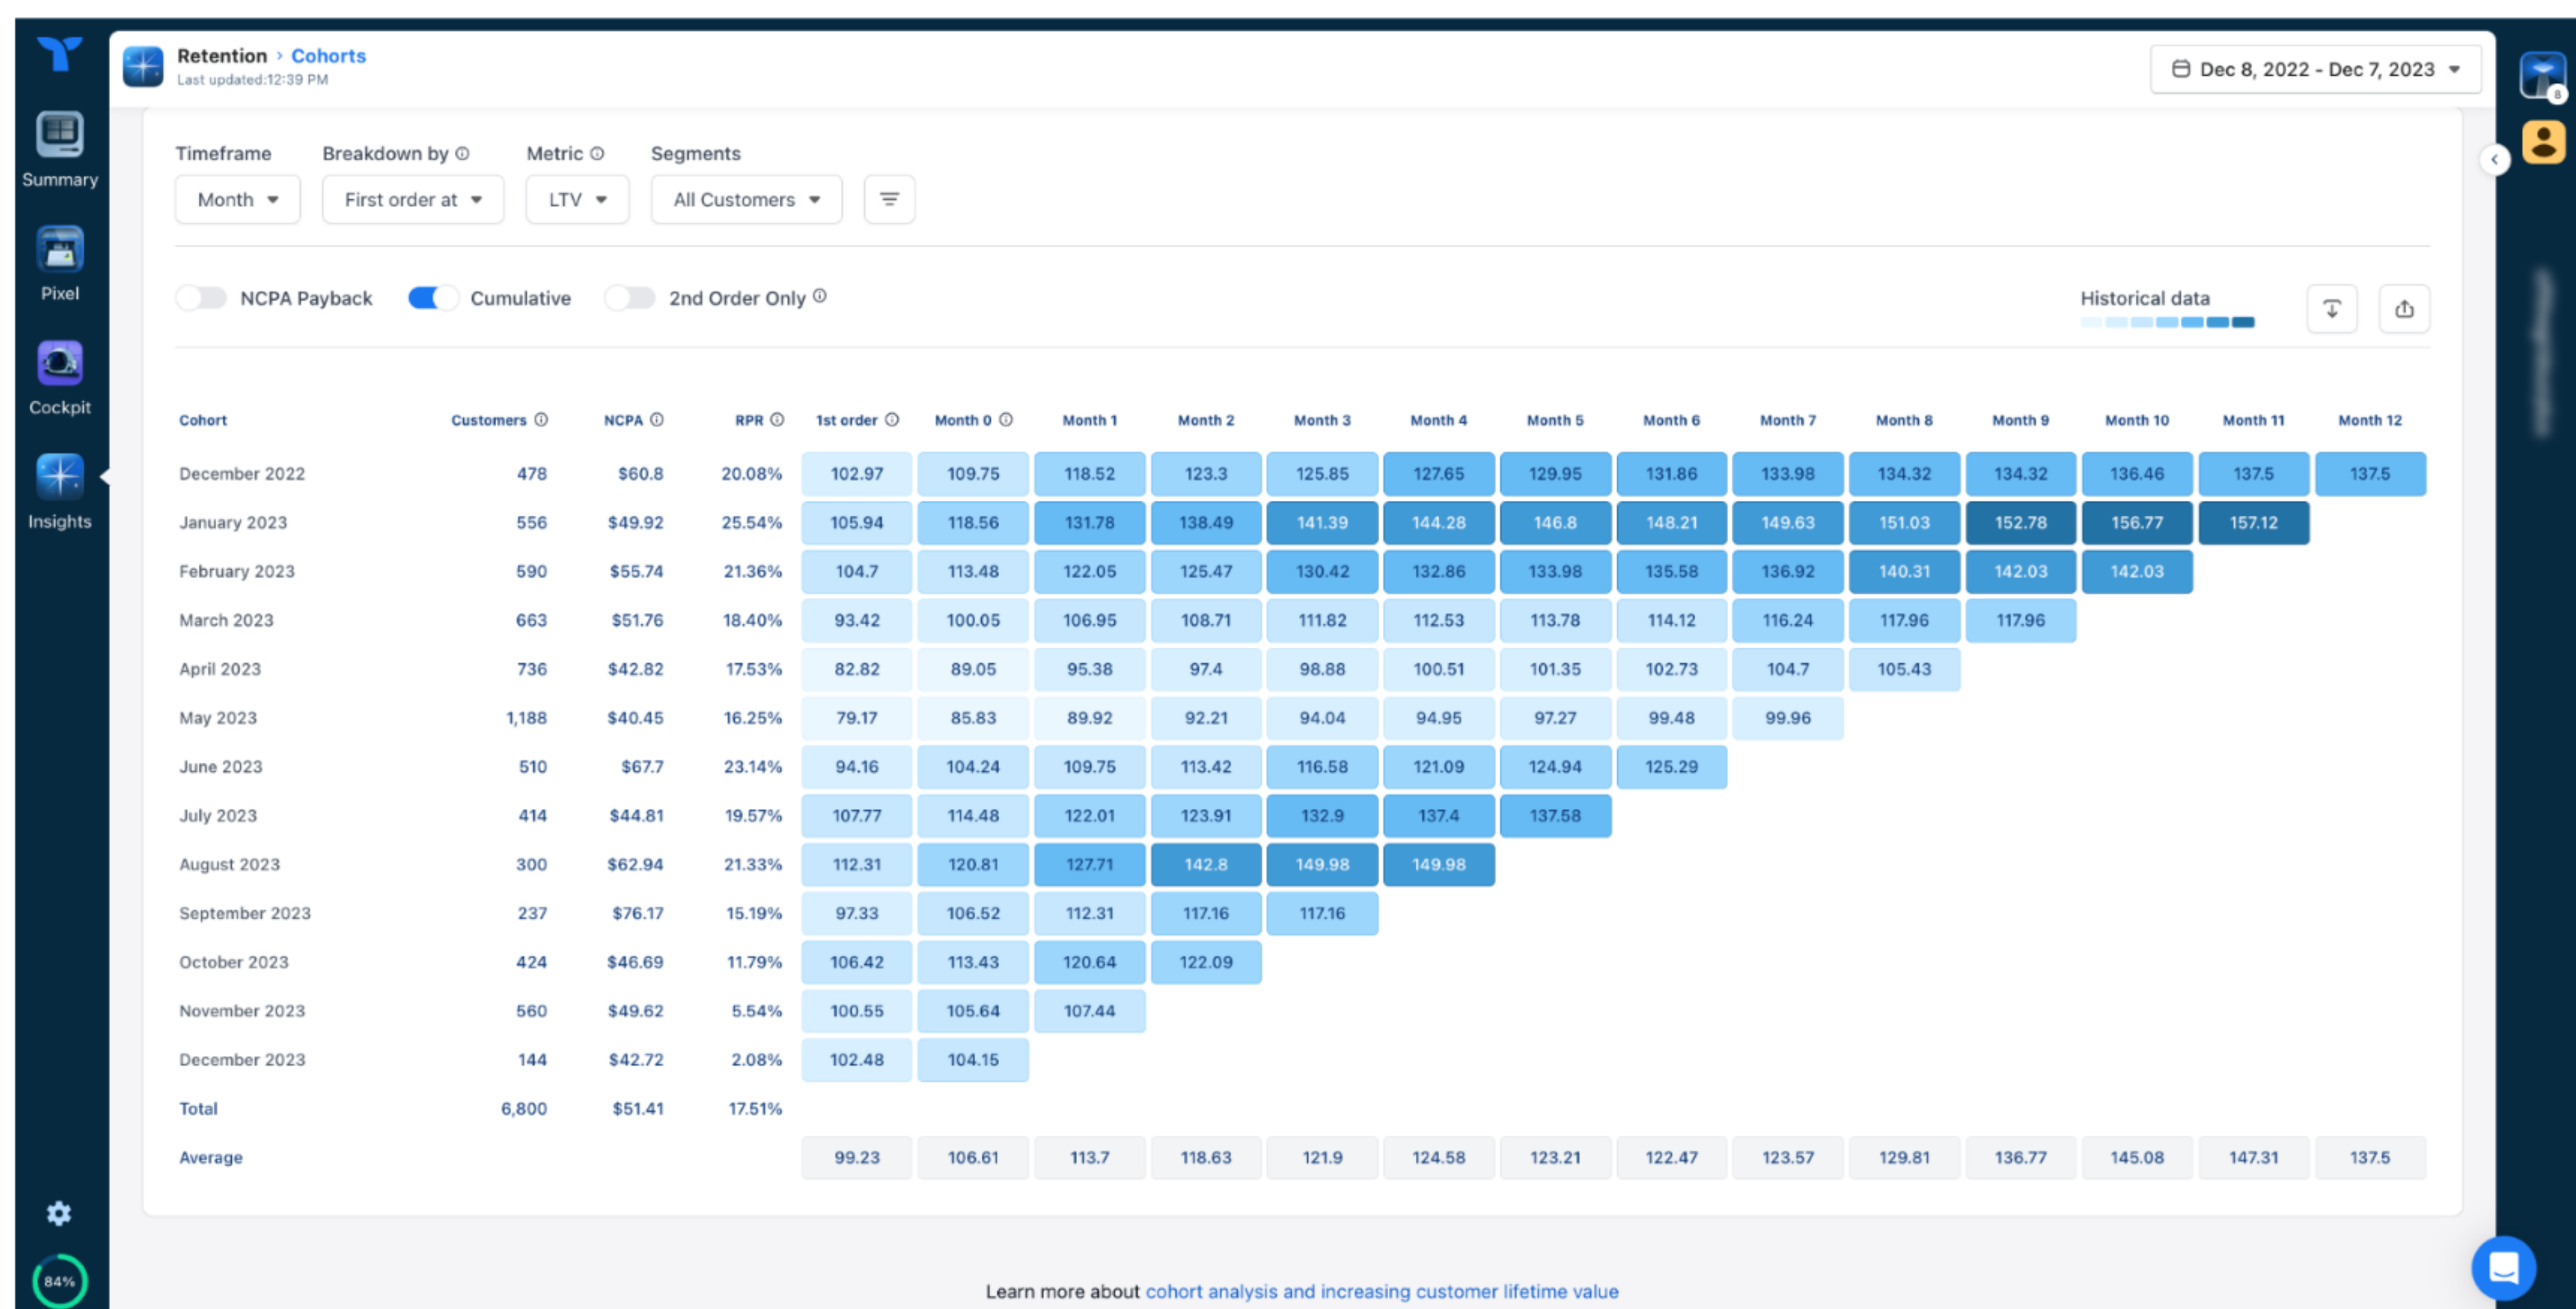 Retention > Cohorts
Last updated:12:39 PM
Dec 8, 2022 - Dec 7, 2023
8
Summary
Pixel
Cockpit
Insights
84%
Timeframe Breakdown by Metric Segments
Month First order at LTV All Customers
NCPA Payback Cumulative 2nd Order Only Historical data
Cohort Customers NCPA RPR 1st order Month 0 Month 1 Month 2 Month 3 Month 4 Month 5 Month 6 Month 7 Month 8 Month 9 Month 10 Month 11 Month 12
December 2022 478 $60.8 20.08% 102.97 109.75 118.52 123.3 125.85 127.65 129.95 131.86 133.98 134.32 134.32 136.46 137.5 137.5
January 2023 556 $49.92 25.54% 105.94 118.56 131.78 138.49 141.39 144.28 146.8 148.21 149.63 151.03 152.78 156.77 157.12
February 2023 590 $55.74 21.36% 104.7 113.48 122.05 125.47 130.42 132.86 133.98 135.58 136.92 140.31 142.03 142.03
March 2023 663 $51.76 18.40% 93.42 100.05 106.95 108.71 111.82 112.53 113.78 114.12 116.24 117.96 117.96
April 2023 736 $42.82 17.53% 82.82 89.05 95.38 97.4 98.88 100.51 101.35 102.73 104.7 105.43
May 2023 1,188 $40.45 16.25% 79.17 85.83 89.92 92.21 94.04 94.95 97.27 99.48 99.96
June 2023 510 $67.7 23.14% 94.16 104.24 109.75 113.42 116.58 121.09 124.94 125.29
July 2023 414 $44.81 19.57% 107.77 114.48 122.01 123.91 132.9 137.4 137.58
August 2023 300 $62.94 21.33% 112.31 120.81 127.71 142.8 149.98 149.98
September 2023 237 $76.17 15.19% 97.33 106.52 112.31 117.16 117.16
October 2023 424 $46.69 11.79% 106.42 113.43 120.64 122.09
November 2023 560 $49.62 5.54% 100.55 105.64 107.44
December 2023 144 $42.72 2.08% 102.48 104.15
Total 6,800 $51.41 17.51%
Average 99.23 106.61 113.7 118.63 121.9 124.58 123.21 122.47 123.57 129.81 136.77 145.08 147.31 137.5
Learn more about cohort analysis and increasing customer lifetime value